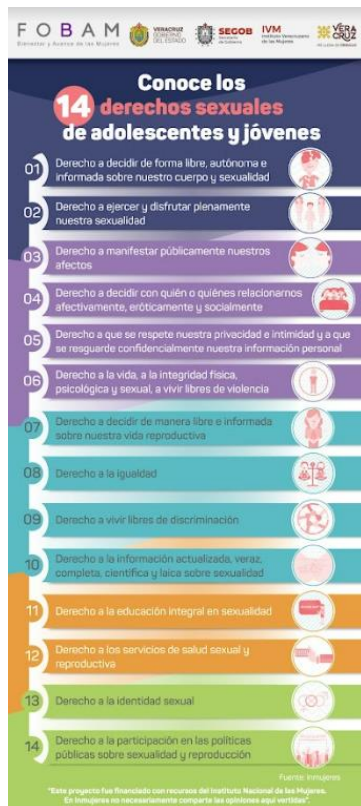 FOBAM
Bienestar y Avance de las Mujeres
VERACRUZ
GOBIERNO
DEL ESTADO
SEGOB
Secretaría
de Gobierno
IVM
Instituto Veracruzano
de las Mujeres
VERA
CRUZ
ME LLENA DE ORGULLO
Conoce los
14 derechos sexuales
de adolescentes y jóvenes
01 Derecho a decidir de forma libre, autónoma e
informada sobre nuestro cuerpo y sexualidad
02 Derecho a ejercer y disfrutar plenamente
nuestra sexualidad
03 Derecho a manifestar públicamente nuestros
afectos
04 Derecho a decidir con quién o quiénes relacionarnos
afectivamente, eróticamente y socialmente
05 Derecho a que se respete nuestra privacidad e intimidad y a que
se resguarde confidencialmente nuestra información personal
06 Derecho a la vida, a la integridad física,
psicológica y sexual, a vivir libres de violencia
07 Derecho a decidir de manera libre e informada
sobre nuestra vida reproductiva
08 Derecho a la igualdad
09 Derecho a vivir libres de discriminación
10 Derecho a la información actualizada, veraz,
completa, científica y laica sobre sexualidad
11 Derecho a la educación integral en sexualidad
12 Derecho a los servicios de salud sexual y
reproductiva
13 Derecho a la identidad sexual
14 Derecho a la participación en las políticas
públicas sobre sexualidad y reproducción
Fuente: Inmujeres
"Este proyecto fue financiado con recursos del Instituto Nacional de las Mujeres.
En Inmujeres no necesariamente comparte las opiniones aquí vertidas".